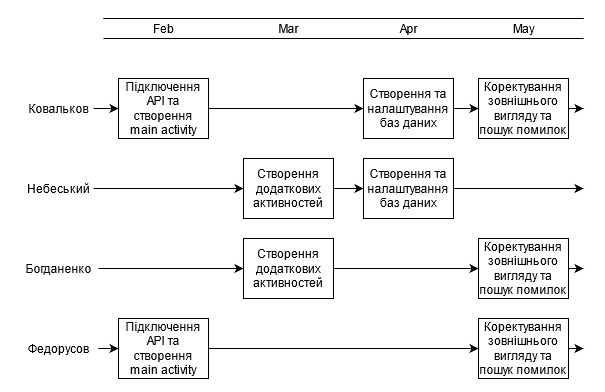 Feb Mar Apr May
Ковальков
Підключення
API та
створення
main activity
Створення та
налаштування
баз даних
Коректування
зовнішнього
вигляду та
пошук помилок
Небеський
Створення
додаткових
активностей
Створення та
налаштування
баз даних
Богданенко
Створення
додаткових
активностей
Коректування
зовнішнього
вигляду та
пошук помилок
Федорусов
Підключення
API та
створення
main activity
Коректування
зовнішнього
вигляду та
пошук помилок